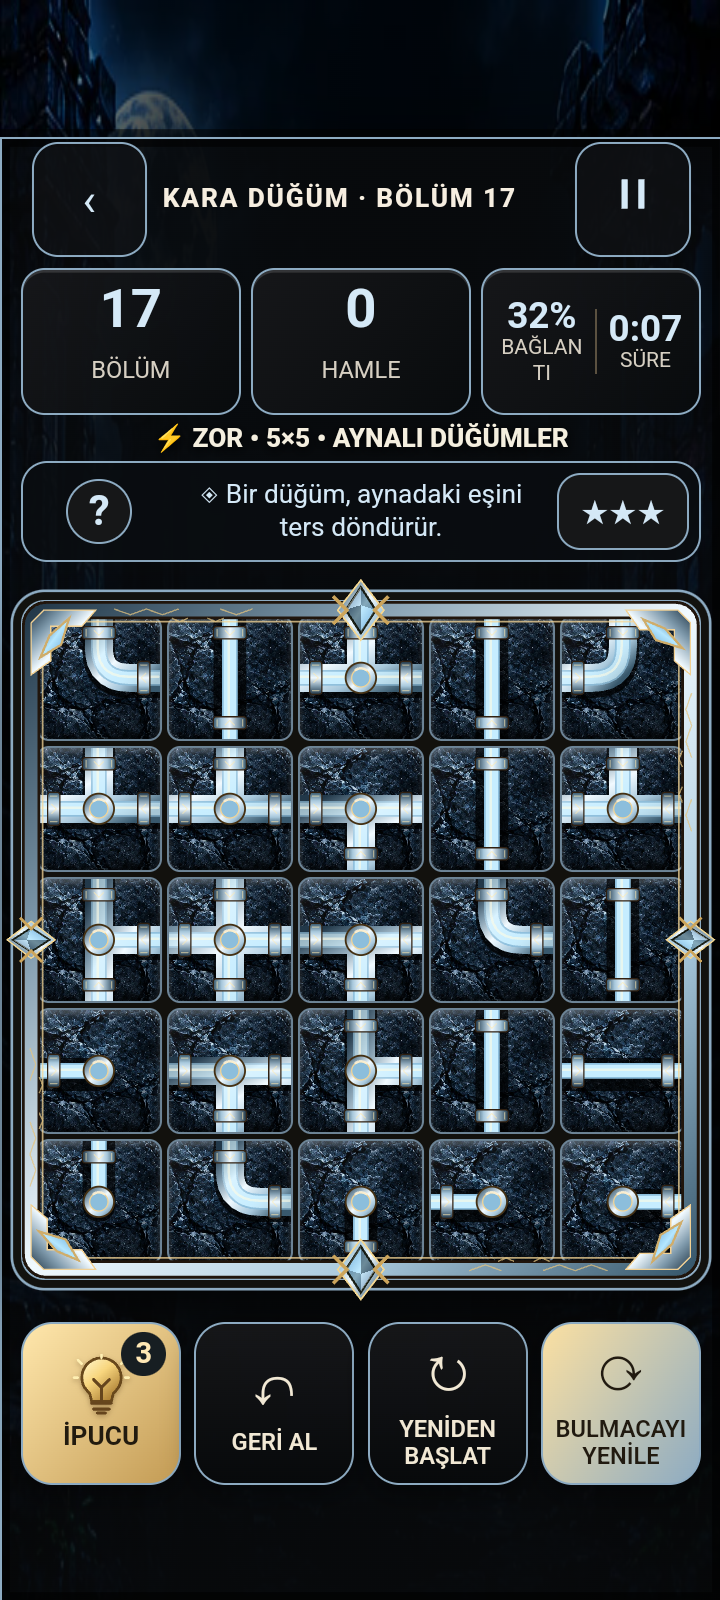 ‹
KARA DÜĞÜM · BÖLÜM 17
17
BÖLÜM
0
HAMLE
32%
BAĞLAN
TI
0:07
SÜRE
⚡ ZOR • 5×5 • AYNALI DÜĞÜMLER
?
◈ Bir düğüm, aynadaki eşini
ters döndürür.
★★★
3
İPUCU
GERİ AL
YENİDEN
BAŞLAT
BULMACAYI
YENİLE